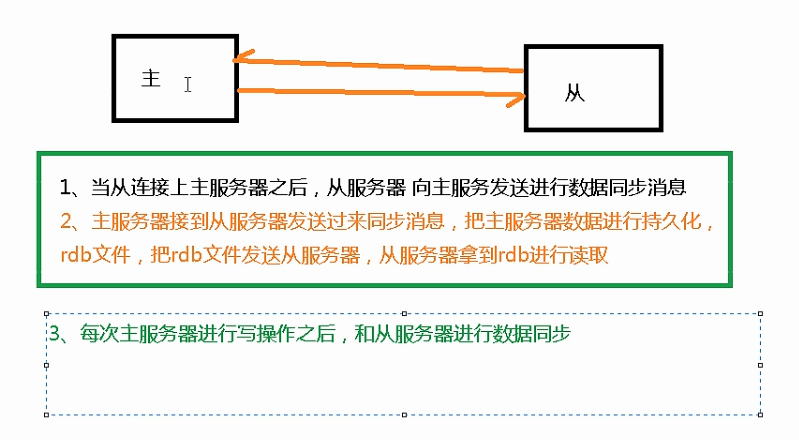 主
从
1、当从连接上主服务器之后，从服务器 向主服务发送进行数据同步消息
2、主服务器接到从服务器发送过来同步消息，把主服务器数据进行持久化，
rdb文件，把rdb文件发送从服务器，从服务器拿到rdb进行读取
3、每次主服务器进行写操作之后，和从服务器进行数据同步